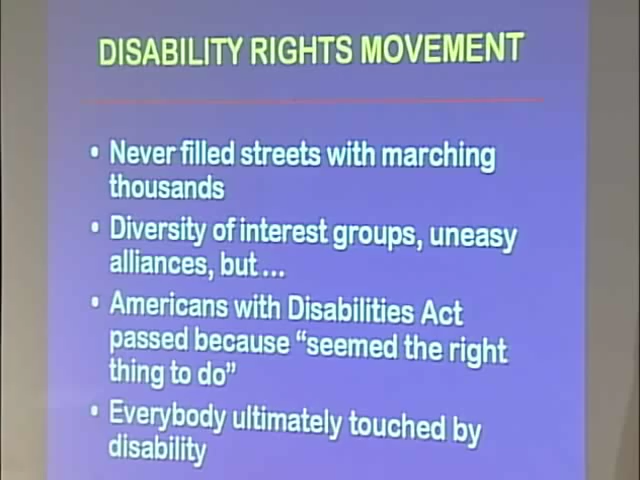 DISABILITY RIGHTS MOVEMENT
• Never filled streets with marching
thousands
• Diversity of interest groups, uneasy
alliances, but...
• Americans with Disabilities Act
passed because “seemed the right
thing to do”
• Everybody ultimately touched by
disability